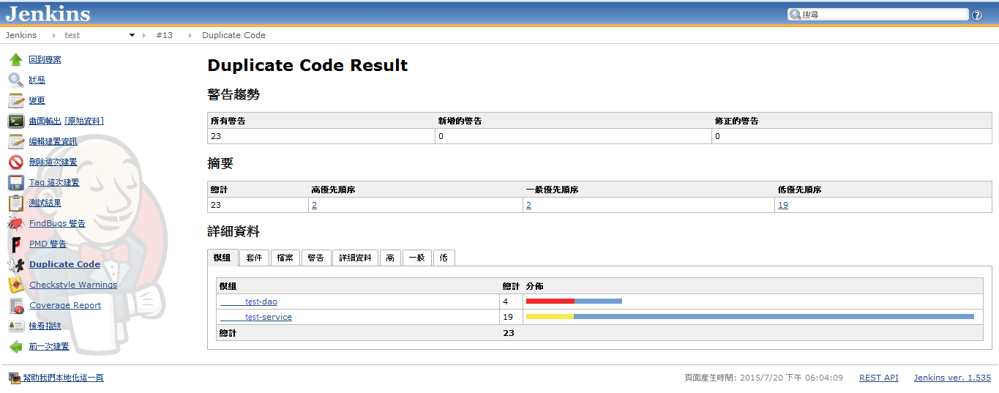 Jenkins
搜尋
Jenkins test #13 Duplicate Code
回到專案
狀態
變更
畫面輸出 [原始資料]
編輯建置資訊
刪除這次建置
Tag 這次建置
測試結果
FindBugs 警告
PMD 警告
Duplicate Code
Checkstyle Warnings
Coverage Report
檢看指紋
前一次建置
Duplicate Code Result
警告趨勢
所有警告 新增的警告 修正的警告
23 0 0
摘要
總計 高優先順序 一般優先順序 低優先順序
23 2 2 19
詳細資料
模組 套件 檔案 警告 詳細資料 高 一般 低
模組 總計 分佈
test-dao 4
test-service 19
總計 23
幫助我們本地化這一頁
頁面產生時間: 2015/7/20 下午 06:04:09 REST API Jenkins ver. 1.535